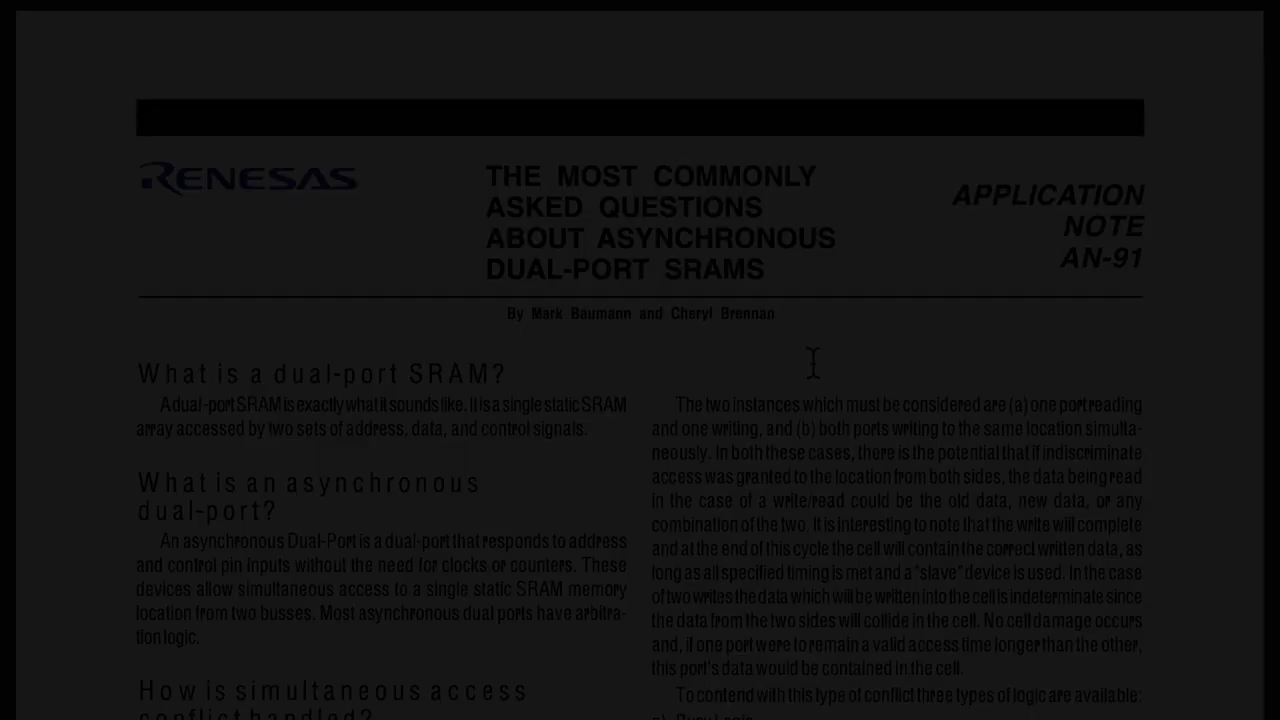 RENESAS
THE MOST COMMONLY
ASKED QUESTIONS
ABOUT ASYNCHRONOUS
DUAL-PORT SRAMS
APPLICATION
NOTE
AN-91
By Mark Baumann and Cheryl Brennan
What is a dual-port SRAM?
A dual-port SRAM is exactly what it sounds like. It is a single static SRAM
array accessed by two sets of address, data, and control signals.
What is an asynchronous
dual-port?
An asynchronous Dual-Port is a dual-port that responds to address
and control pin inputs without the need for clocks or counters. These
devices allow simultaneous access to a single static SRAM memory
location from two busses. Most asynchronous dual ports have arbitra-
tion logic.
How is simultaneous access
conflict handled?
The two instances which must be considered are (a) one port reading
and one writing, and (b) both ports writing to the same location simulta-
neously. In both these cases, there is the potential that if indiscriminate
access was granted to the location from both sides, the data being read
in the case of a write/read could be the old data, new data, or any
combination of the two. It is interesting to note that the write will complete
and at the end of this cycle the cell will contain the correct written data, as
long as all specified timing is met and a "slave" device is used. In the case
of two writes the data which will be written into the cell is indeterminate since
the data from the two sides will collide in the cell. No cell damage occurs
and, if one port were to remain a valid access time longer than the other,
this port's data would be contained in the cell.
To contend with this type of conflict three types of logic are available:
a) Busy Logic